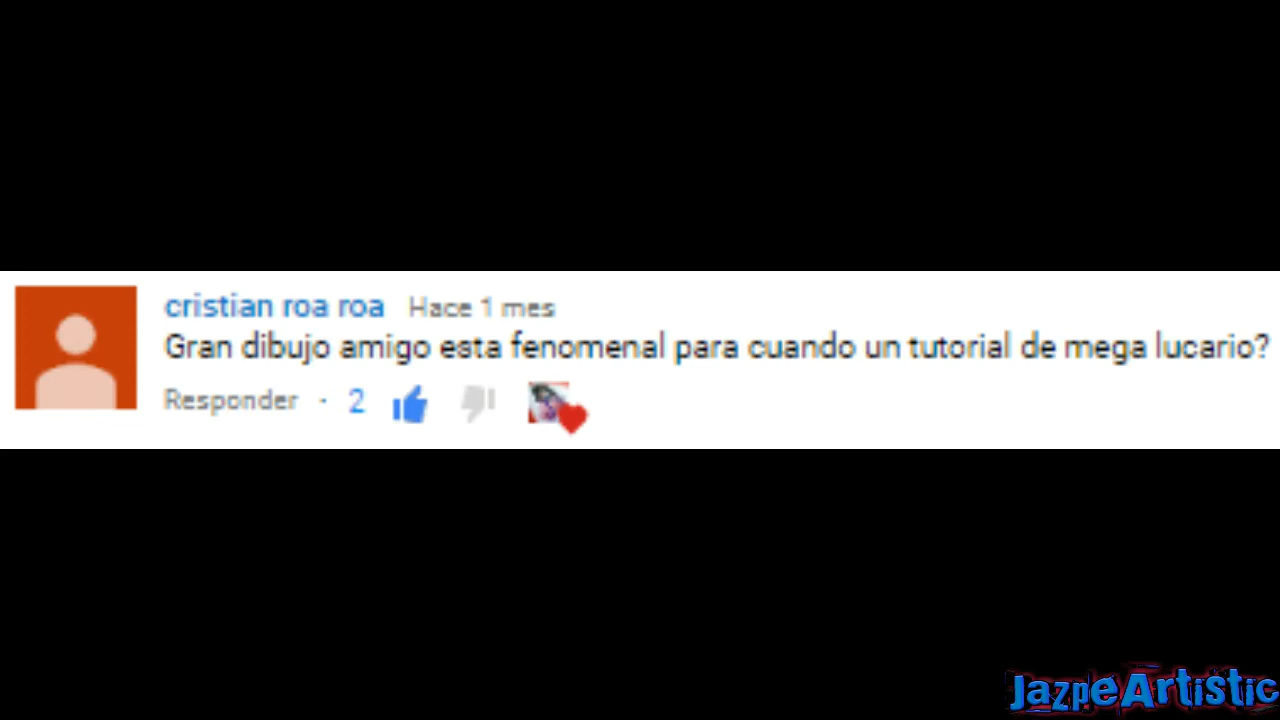 cristian roa roa Hace 1 mes
Gran dibujo amigo esta fenomenal para cuando un tutorial de mega lucario?
Responder · 2
JazpeArtistic